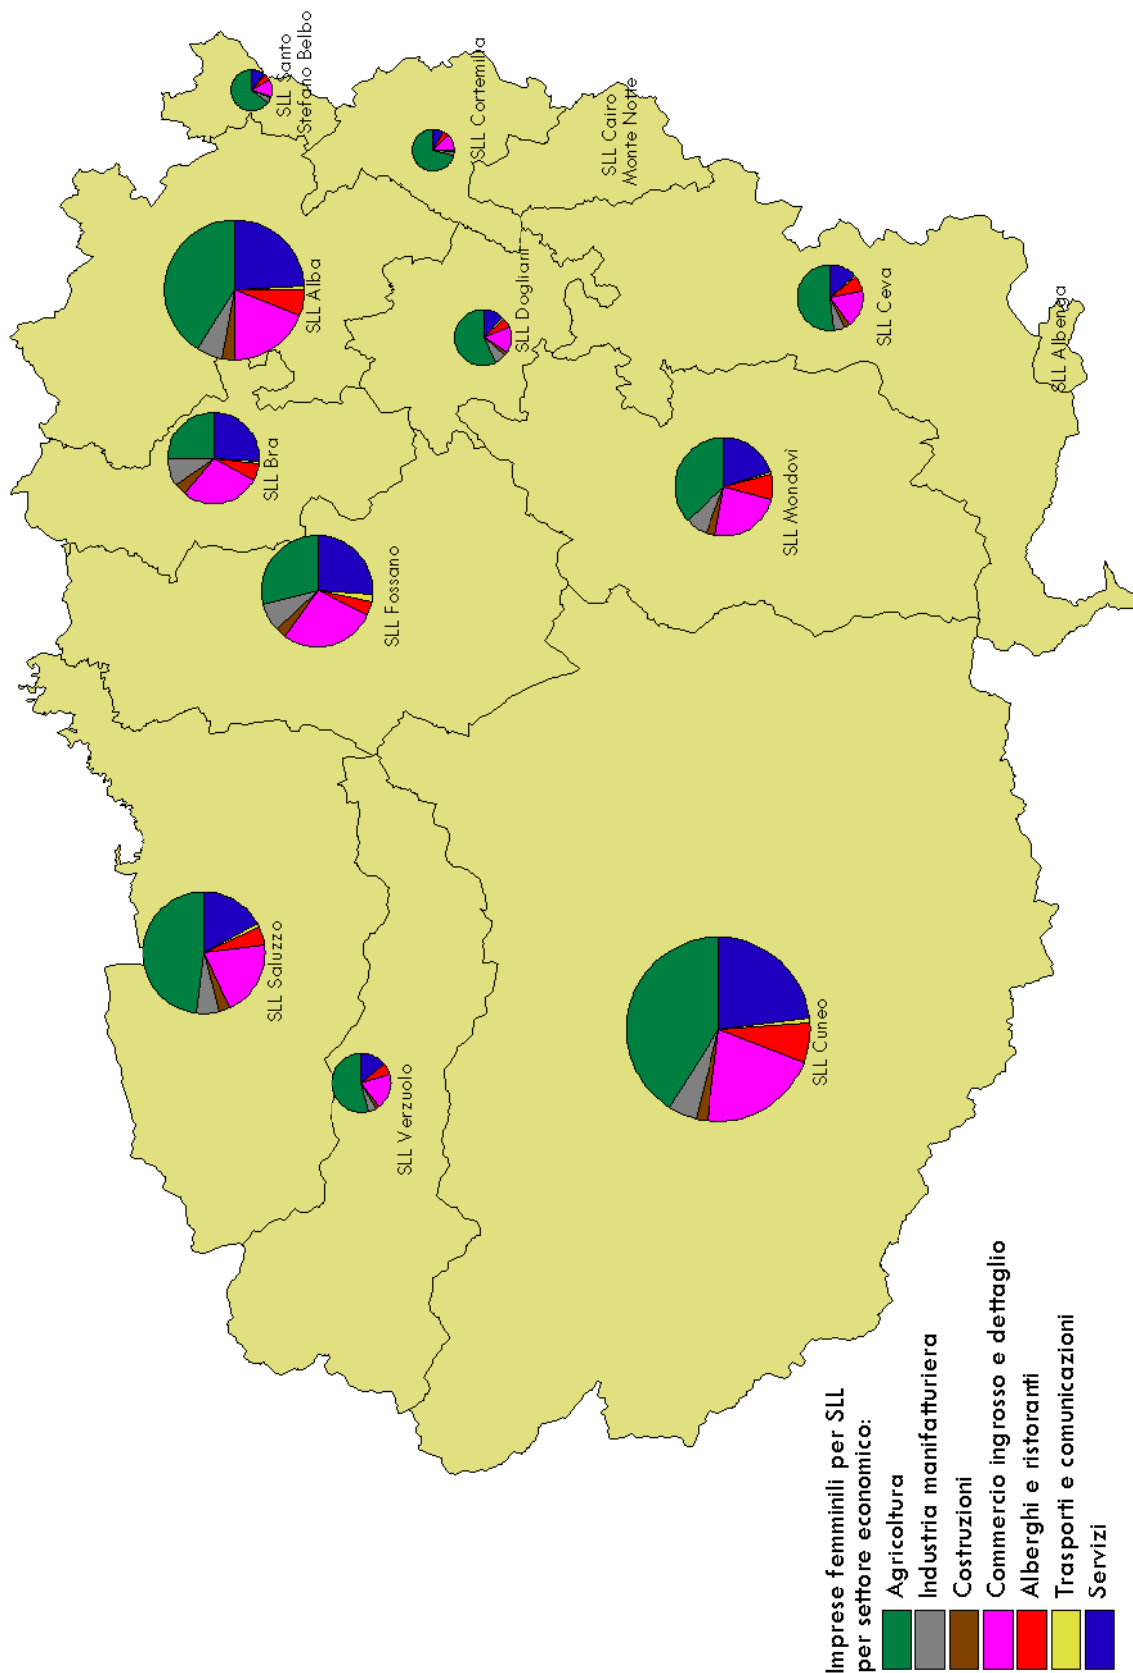 SLL Saluzzo
SLL Verzuolo
SLL Cuneo
SLL Fossano
SLL Bra
SLL Mondovì
SLL Alba
SLL Dogliani
SLL Ceva
SLL Albenga
SLL Santo
Stefano Belbo
SLL Cortemilia
SLL Cairo
Monte Notte
Imprese femminili per SLL
per settore economico:
Agricoltura
Industria manifatturiera
Costruzioni
Commercio ingrosso e dettaglio
Alberghi e ristoranti
Trasporti e comunicazioni
Servizi